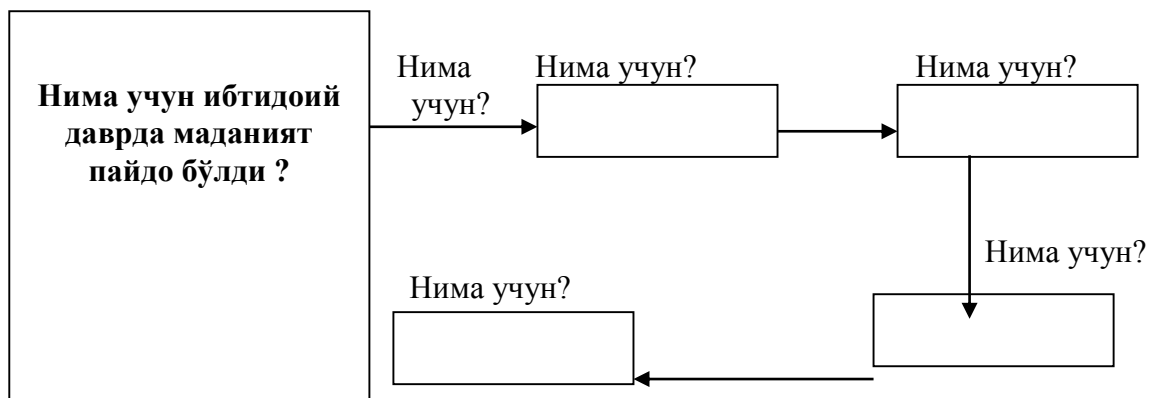 Нима учун ибтидоий
даврда маданият
пайдо бўлди ?
Нима
учун?
Нима учун?
Нима учун?
Нима учун?
Нима учун?